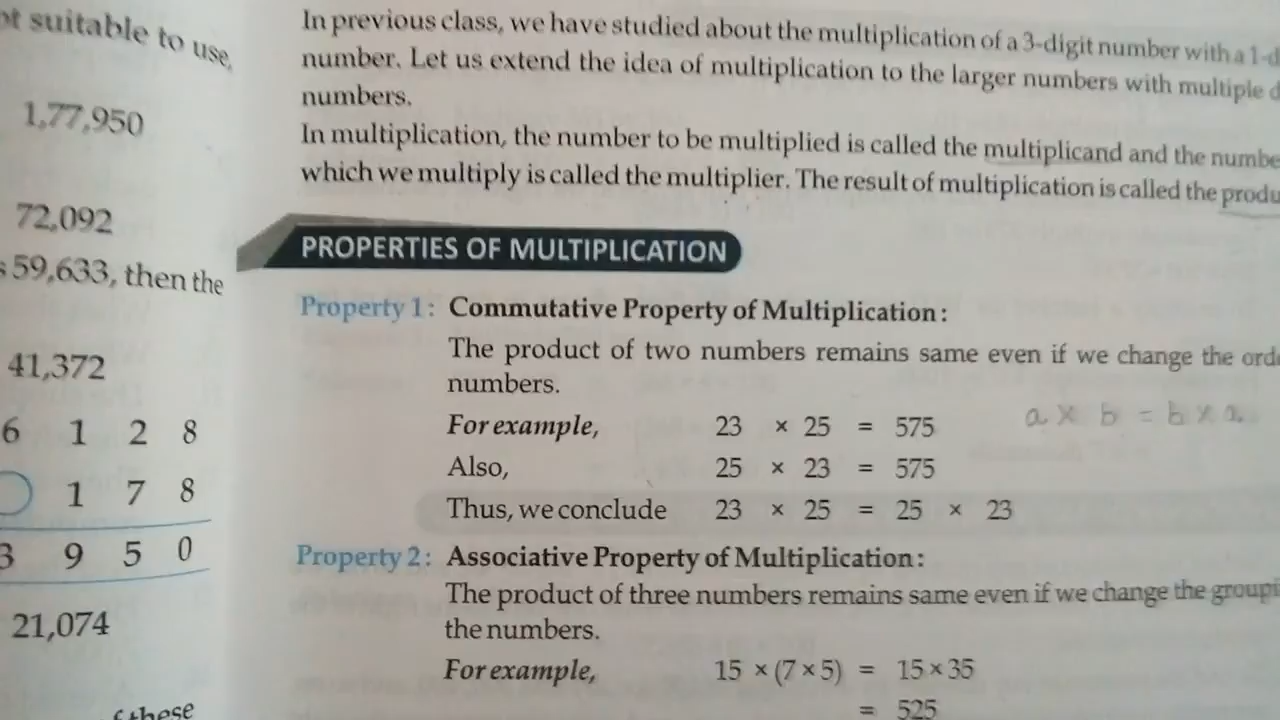 ot suitable to use,
1,77,950
72,092
s 59,633, then the
41,372
6 1 2 8
1 7 8
3 9 5 0
21,074
f these
In previous class, we have studied about the multiplication of a 3-digit number with a 1-d
number. Let us extend the idea of multiplication to the larger numbers with multiple d
numbers.
In multiplication, the number to be multiplied is called the multiplicand and the numbe
which we multiply is called the multiplier. The result of multiplication is called the produ
PROPERTIES OF MULTIPLICATION
Property 1: Commutative Property of Multiplication:
The product of two numbers remains same even if we change the orde
numbers.
For example, 23 × 25 = 575
a × b = b × a
Also, 25 × 23 = 575
Thus, we conclude 23 × 25 = 25 × 23
Property 2: Associative Property of Multiplication:
The product of three numbers remains same even if we change the groupi
the numbers.
For example, 15 × (7 × 5) = 15 × 35
= 525